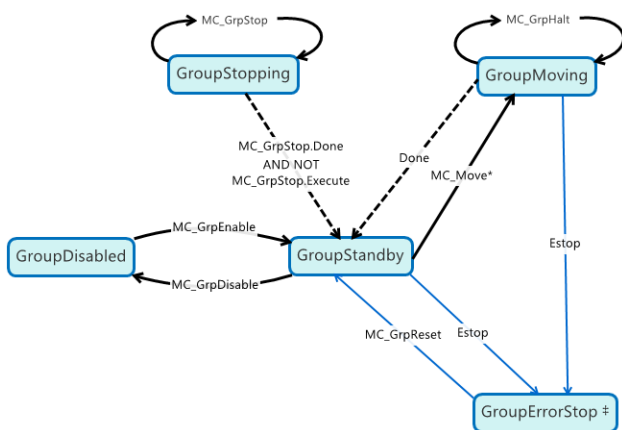 MC_GrpStop
MC_GrpHalt
GroupStopping
GroupMoving
MC_GrpStop.Done
AND NOT
MC_GrpStop.Execute
Done
MC_Move*
MC_GrpEnable
GroupDisabled
GroupStandby
Estop
MC_GrpDisable
MC_GrpReset
Estop
GroupErrorStop ‡